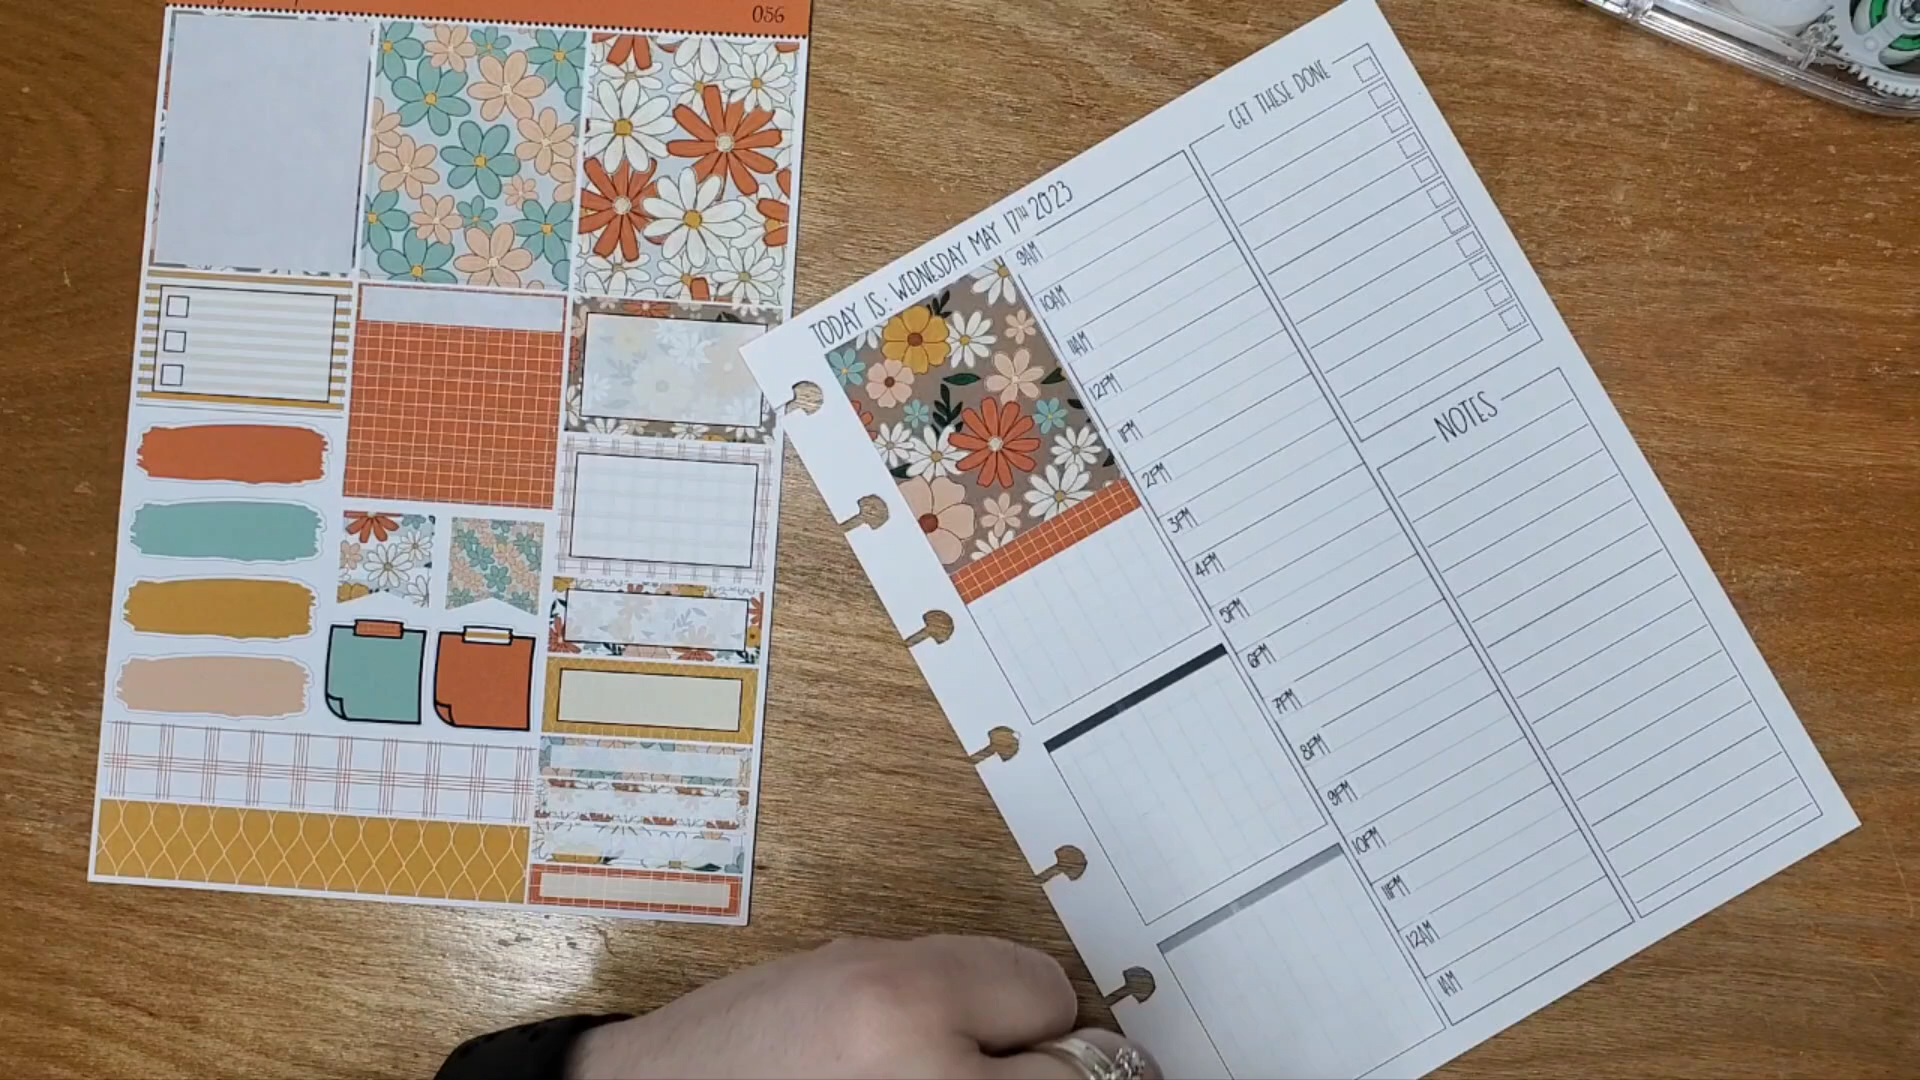 056
TODAY IS: WEDNESDAY MAY 17TH 2023
9AM
10AM
11AM
12PM
1PM
2PM
3PM
4PM
5PM
6PM
7PM
8PM
9PM
10PM
11PM
12AM
1AM
GET THESE DONE
NOTES